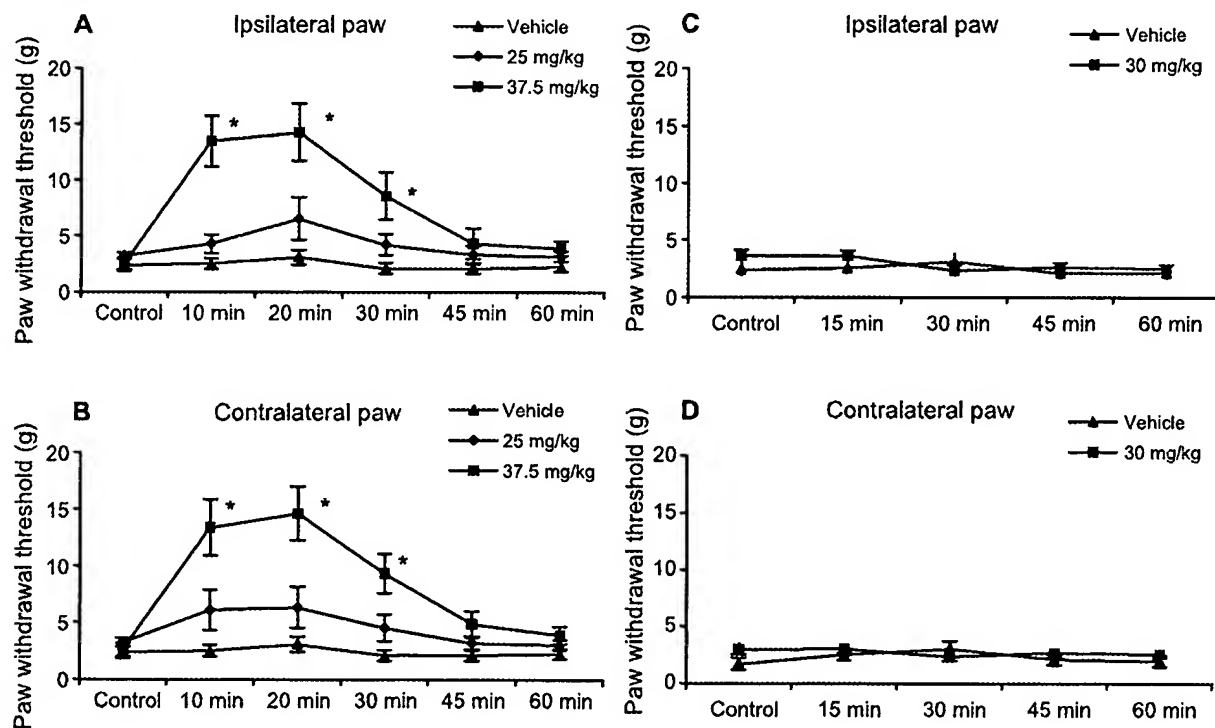 A
Ipsilateral paw
Vehicle
25 mg/kg
37.5 mg/kg
Paw withdrawal threshold (g)
20
15
10
5
0
* * *
Control 10 min 20 min 30 min 45 min 60 min
C
Ipsilateral paw
Vehicle
30 mg/kg
Paw withdrawal threshold (g)
20
15
10
5
0
Control 15 min 30 min 45 min 60 min
B
Contralateral paw
Vehicle
25 mg/kg
37.5 mg/kg
Paw withdrawal threshold (g)
20
15
10
5
0
* * *
Control 10 min 20 min 30 min 45 min 60 min
D
Contralateral paw
Vehicle
30 mg/kg
Paw withdrawal threshold (g)
20
15
10
5
0
Control 15 min 30 min 45 min 60 min